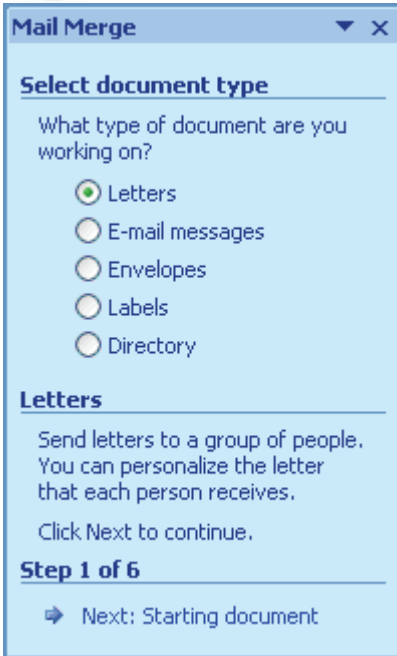 Mail Merge
Select document type
What type of document are you
working on?
Letters
E-mail messages
Envelopes
Labels
Directory
Letters
Send letters to a group of people.
You can personalize the letter
that each person receives.
Click Next to continue.
Step 1 of 6
Next: Starting document